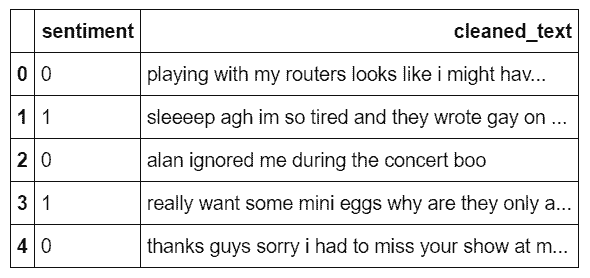 sentiment cleaned_text
0 0 playing with my routers looks like i might hav...
1 1 sleeeep agh im so tired and they wrote gay on ...
2 0 alan ignored me during the concert boo
3 1 really want some mini eggs why are they only a...
4 0 thanks guys sorry i had to miss your show at m...